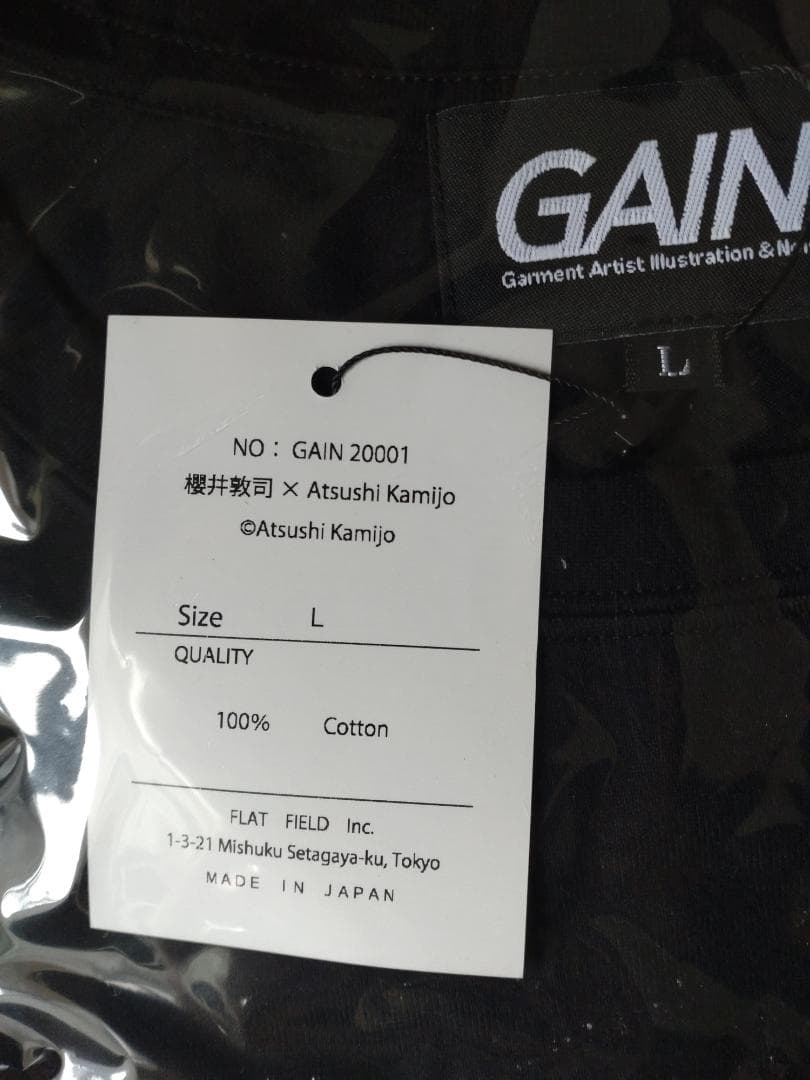 GAIN
Garment Artist Illustration &
L
NO : GAIN 20001
櫻井敦司 × Atsushi Kamijo
©Atsushi Kamijo
Size L
QUALITY
100% Cotton
FLAT FIELD Inc.
1-3-21 Mishuku Setagaya-ku, Tokyo
MADE IN JAPAN